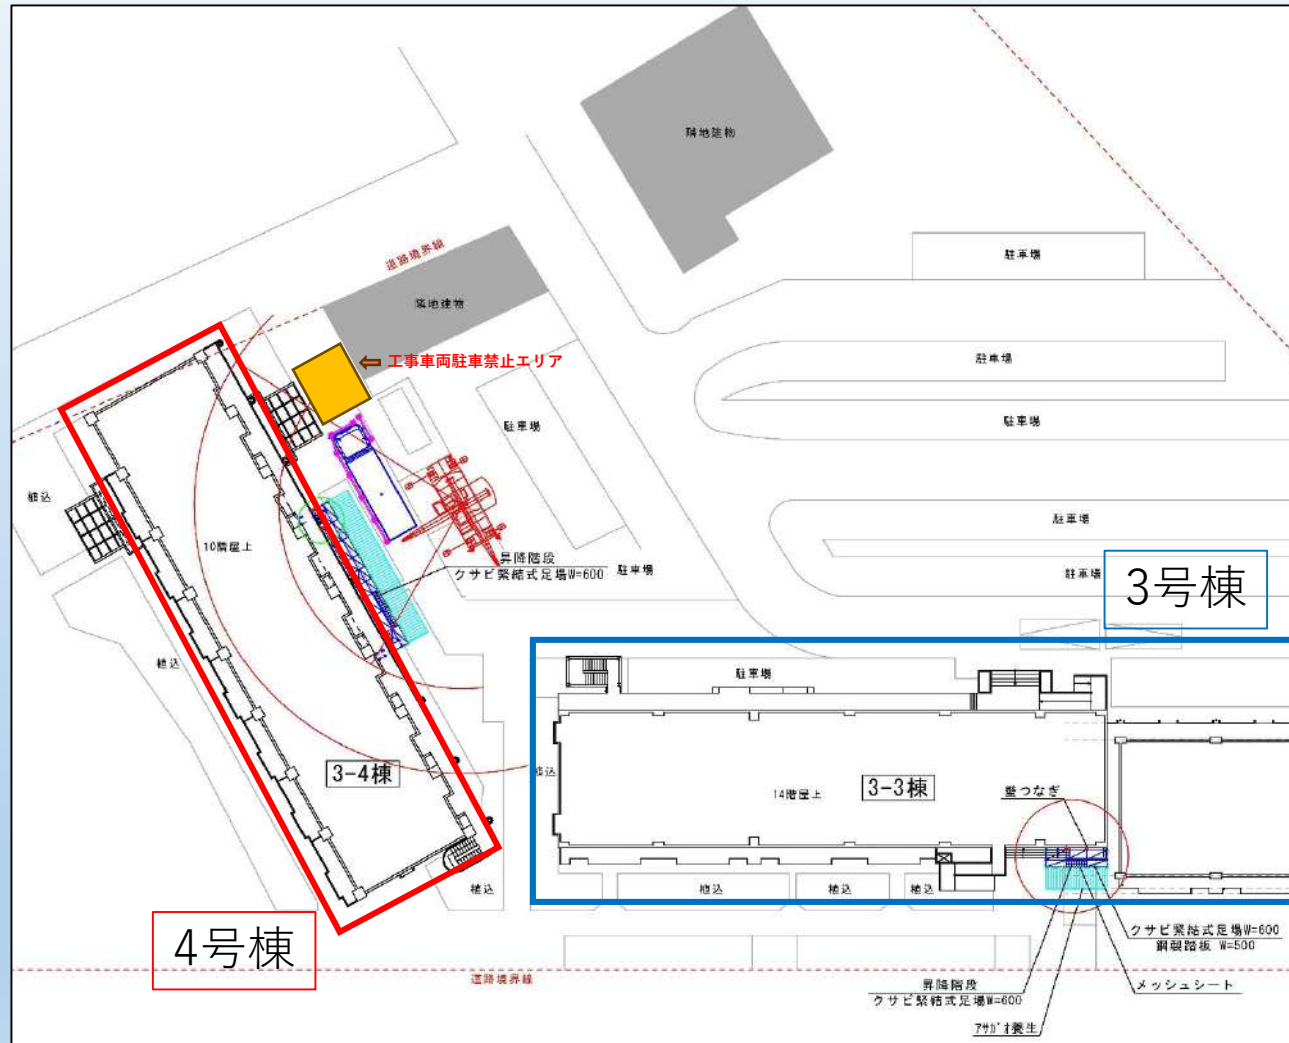 隣地建物
道路境界線
駐車場
隣地建物
工事車両駐車禁止エリア
駐車場
駐車場
駐車場
植込
10階屋上
駐車場
昇降階段
クサビ緊結式足場W=600
駐車場
駐車場
3号棟
植込
駐車場
3-4棟
植込
14階屋上
3-3棟
壁つなぎ
植込
植込
植込
植込
4号棟
クサビ緊結式足場W=600
鋼製踏板 W=500
道路境界線
昇降階段
クサビ緊結式足場W=600
メッシュシート
ｱｻｶﾞｵ養生